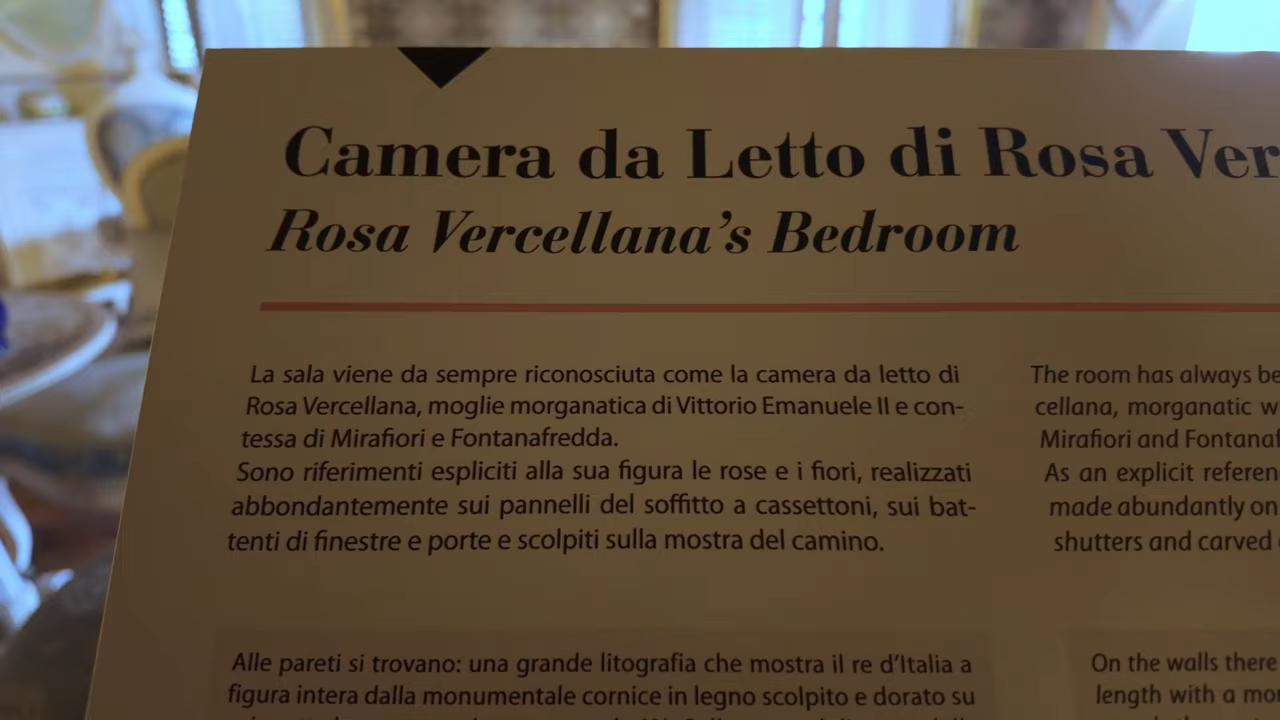 Camera da Letto di Rosa Ver
Rosa Vercellana's Bedroom
La sala viene da sempre riconosciuta come la camera da letto di
Rosa Vercellana, moglie morganatica di Vittorio Emanuele II e con-
tessa di Mirafiori e Fontanafredda.
Sono riferimenti espliciti alla sua figura le rose e i fiori, realizzati
abbondantemente sui pannelli del soffitto a cassettoni, sui bat-
tenti di finestre e porte e scolpiti sulla mostra del camino.
The room has always be
cellana, morganatic w
Mirafiori and Fontanaf
As an explicit referen
made abundantly on
shutters and carved
Alle pareti si trovano: una grande litografia che mostra il re d'Italia a
figura intera dalla monumentale cornice in legno scolpito e dorato su
On the walls there
length with a mo